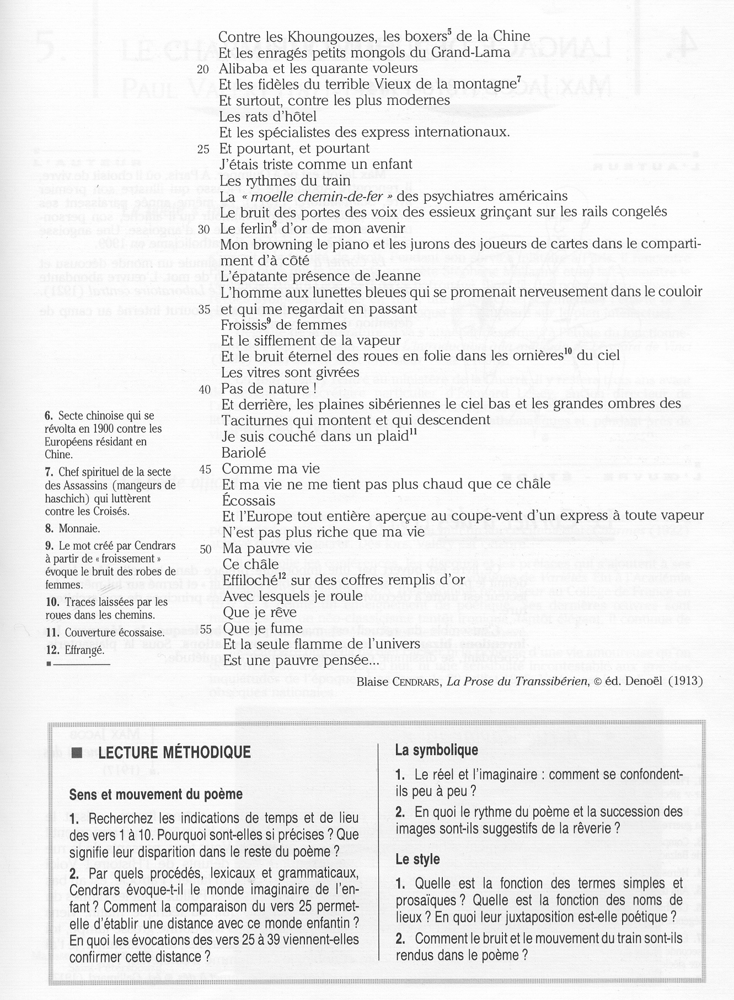 Contre les Khoungouzes, les boxers⁵ de la Chine
Et les enragés petits mongols du Grand-Lama
20 Alibaba et les quarante voleurs
Et les fidèles du terrible Vieux de la montagne⁷
Et surtout, contre les plus modernes
Les rats d'hôtel
Et les spécialistes des express internationaux.
25 Et pourtant, et pourtant
J'étais triste comme un enfant
Les rythmes du train
La « moelle chemin-de-fer » des psychiatres américains
Le bruit des portes des voix des essieux grinçant sur les rails congelés
30 Le ferlin⁸ d'or de mon avenir
Mon browning le piano et les jurons des joueurs de cartes dans le comparti-
ment d'à côté
L'épatante présence de Jeanne
L'homme aux lunettes bleues qui se promenait nerveusement dans le couloir
35 et qui me regardait en passant
Froissis⁹ de femmes
Et le sifflement de la vapeur
Et le bruit éternel des roues en folie dans les ornières¹⁰ du ciel
Les vitres sont givrées
40 Pas de nature !
Et derrière, les plaines sibériennes le ciel bas et les grandes ombres des
Taciturnes qui montent et qui descendent
Je suis couché dans un plaid¹¹
Bariolé
45 Comme ma vie
Et ma vie ne me tient pas plus chaud que ce châle
Écossais
Et l'Europe tout entière aperçue au coupe-vent d'un express à toute vapeur
N'est pas plus riche que ma vie
50 Ma pauvre vie
Ce châle
Effiloché¹² sur des coffres remplis d'or
Avec lesquels je roule
Que je rêve
55 Que je fume
Et la seule flamme de l'univers
Est une pauvre pensée...
Blaise CENDRARS, La Prose du Transsibérien, © éd. Denoël (1913)
6. Secte chinoise qui se
révolta en 1900 contre les
Européens résidant en
Chine.
7. Chef spirituel de la secte
des Assassins (mangeurs de
haschich) qui luttèrent
contre les Croisés.
8. Monnaie.
9. Le mot créé par Cendrars
à partir de « froissement »
évoque le bruit des robes de
femmes.
10. Traces laissées par les
roues dans les chemins.
11. Couverture écossaise.
12. Effrangé.
LECTURE MÉTHODIQUE
Sens et mouvement du poème
1. Recherchez les indications de temps et de lieu
des vers 1 à 10. Pourquoi sont-elles si précises ? Que
signifie leur disparition dans le reste du poème ?
2. Par quels procédés, lexicaux et grammaticaux,
Cendrars évoque-t-il le monde imaginaire de l'en-
fant ? Comment la comparaison du vers 25 permet-
elle d'établir une distance avec ce monde enfantin ?
En quoi les évocations des vers 25 à 39 viennent-elles
confirmer cette distance ?
La symbolique
1. Le réel et l'imaginaire : comment se confondent-
ils peu à peu ?
2. En quoi le rythme du poème et la succession des
images sont-ils suggestifs de la rêverie ?
Le style
1. Quelle est la fonction des termes simples et
prosaïques ? Quelle est la fonction des noms de
lieux ? En quoi leur juxtaposition est-elle poétique ?
2. Comment le bruit et le mouvement du train sont-ils
rendus dans le poème ?